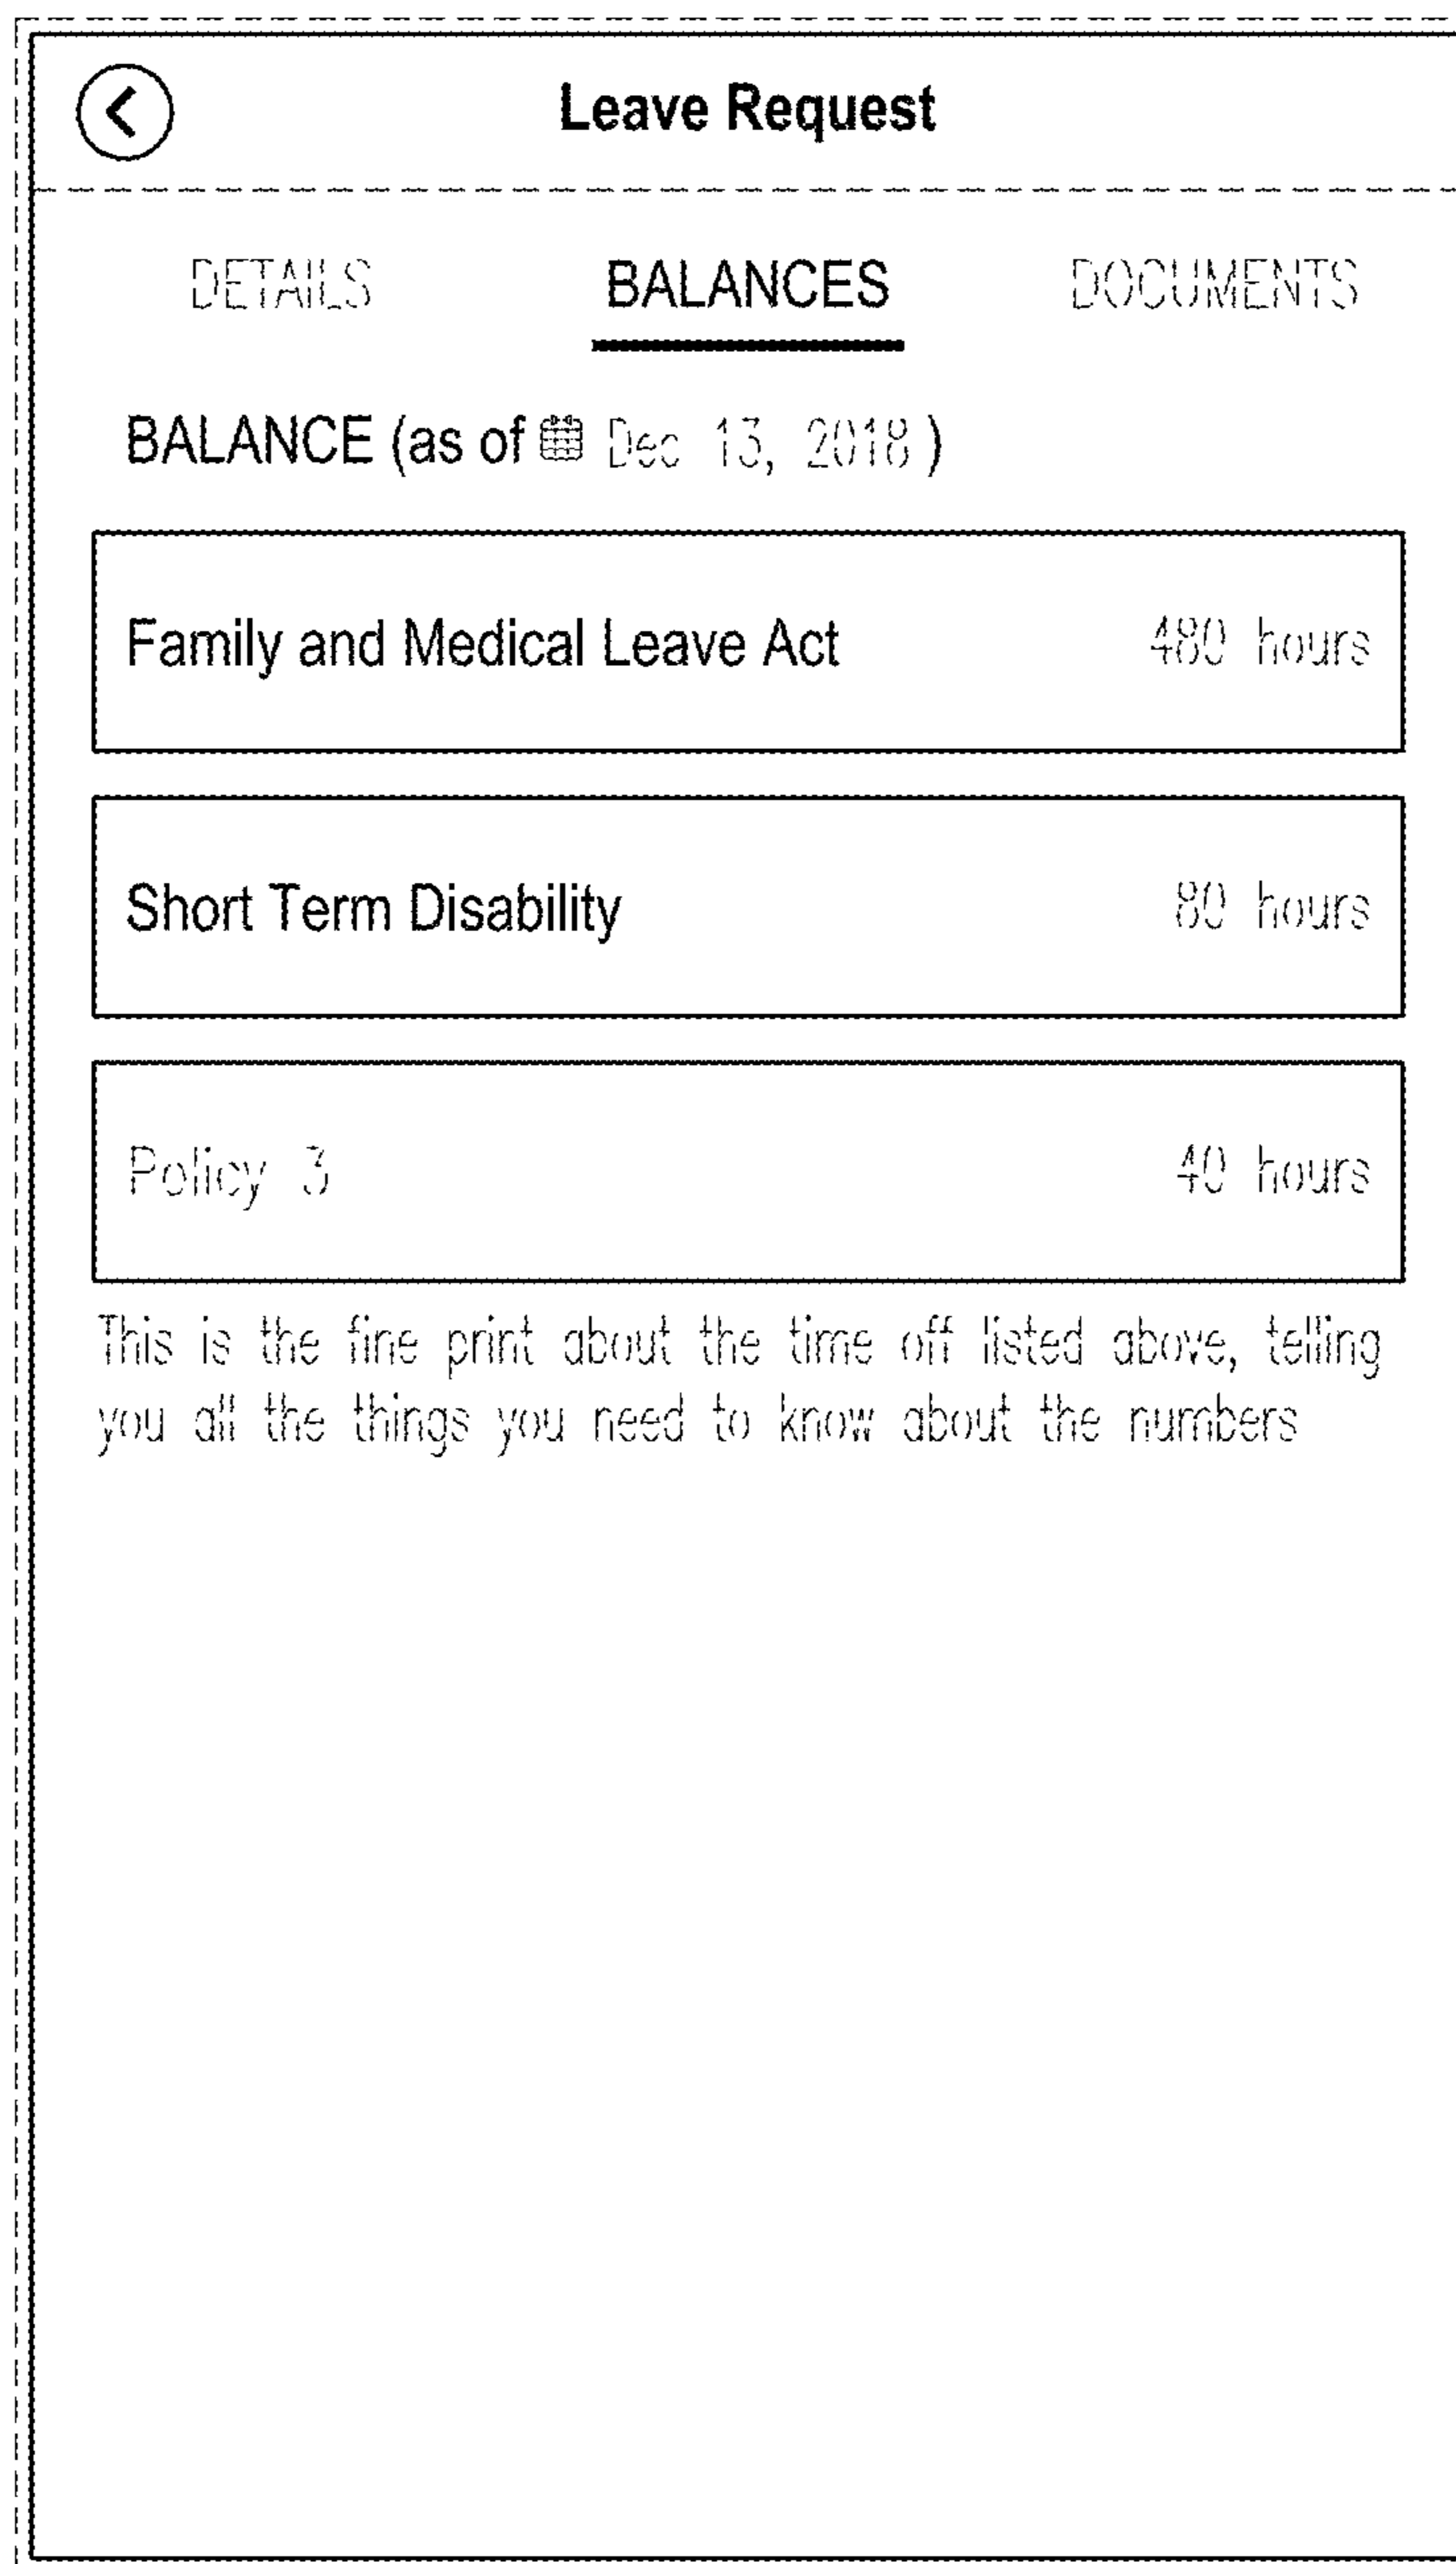 Leave Request
DETAILS BALANCES DOCUMENTS
BALANCE (as of Dec 13, 2018)
Family and Medical Leave Act 480 hours
Short Term Disability 80 hours
Policy 3 40 hours
This is the fine print about the time off listed above, telling
you all the things you need to know about the numbers